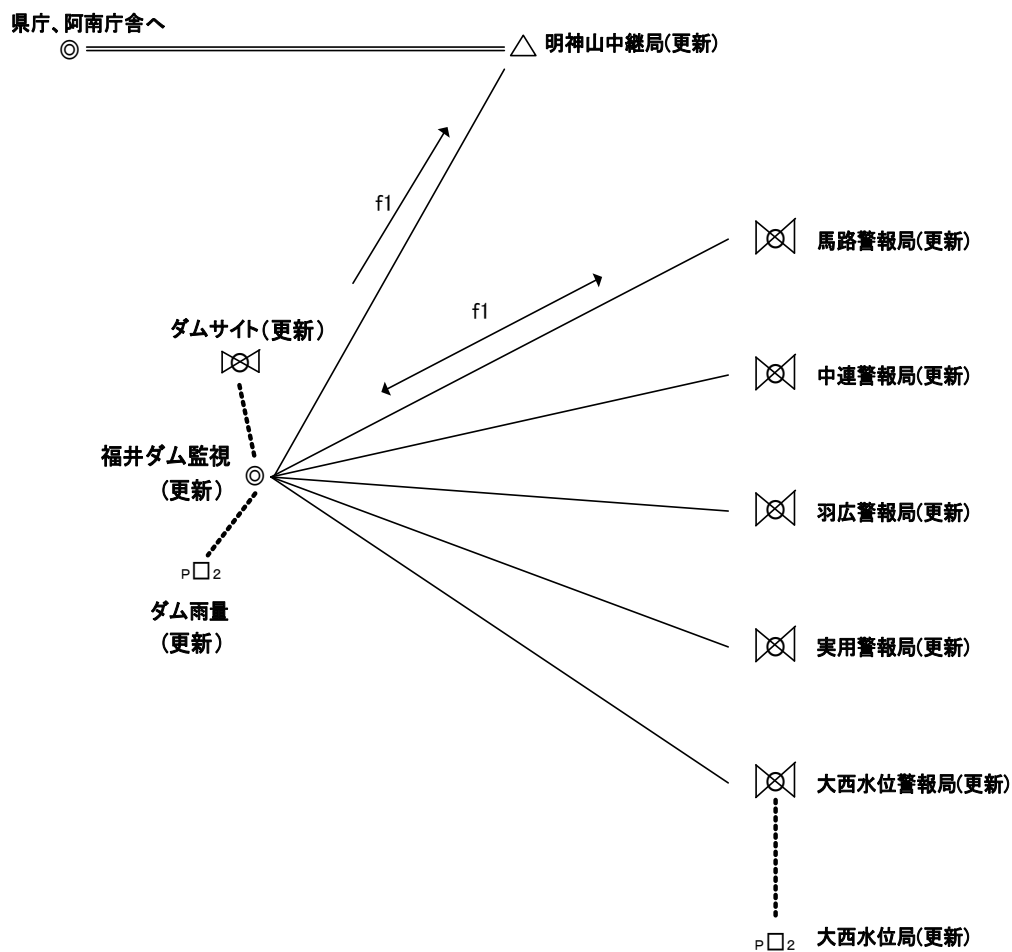 県庁、阿南庁舎へ
明神山中継局(更新)
f1
馬路警報局(更新)
f1
ダムサイト(更新)
中連警報局(更新)
福井ダム監視
(更新)
羽広警報局(更新)
P 2
ダム雨量
(更新)
実用警報局(更新)
大西水位警報局(更新)
P 2
大西水位局(更新)